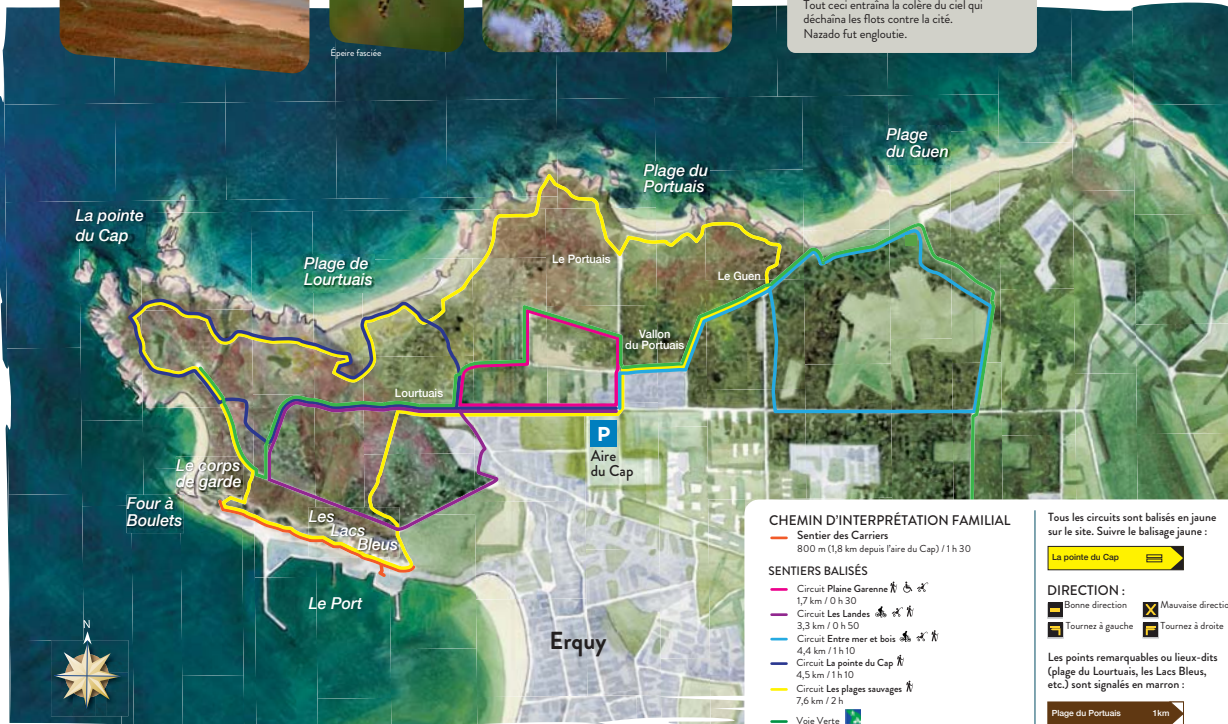 Tout ceci entraîna la colère du ciel qui
déchaîna les flots contre la cité.
Nazado fut engloutie.
Épeire fasciée
Plage
du Guen
Plage du
Portuais
La pointe
du Cap
Plage de
Lourtuais
Le Portuais
Le Guen
Vallon
du Portuais
Lourtuais
P
Aire
du Cap
Le corps
de garde
Four à
Boulets
Les
Lacs
Bleus
Le Port
Erquy
N
CHEMIN D'INTERPRÉTATION FAMILIAL
Sentier des Carriers
800 m (1,8 km depuis l'aire du Cap) / 1 h 30
SENTIERS BALISÉS
Circuit Plaine Garenne
1,7 km / 0 h 30
Circuit Les Landes
3,3 km / 0 h 50
Circuit Entre mer et bois
4,4 km / 1 h 10
Circuit La pointe du Cap
4,5 km / 1 h 10
Circuit Les plages sauvages
7,6 km / 2 h
Voie Verte
Tous les circuits sont balisés en jaune
sur le site. Suivre le balisage jaune :
La pointe du Cap
DIRECTION :
Bonne direction
Mauvaise directio
Tournez à gauche
Tournez à droite
Les points remarquables ou lieux-dits
(plage du Lourtuais, les Lacs Bleus,
etc.) sont signalés en marron :
Plage du Portuais 1km